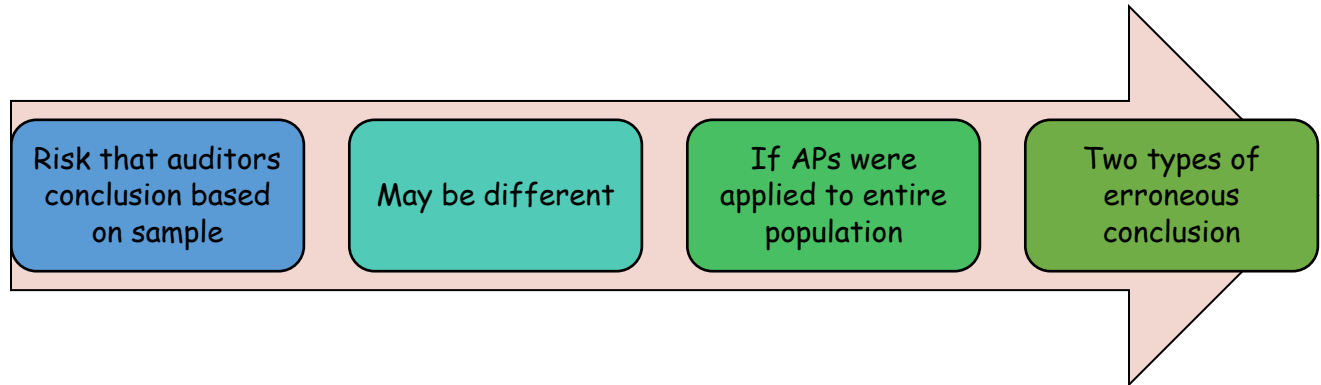 Risk that auditors
conclusion based
on sample
May be different
If APs were
applied to entire
population
Two types of
erroneous
conclusion